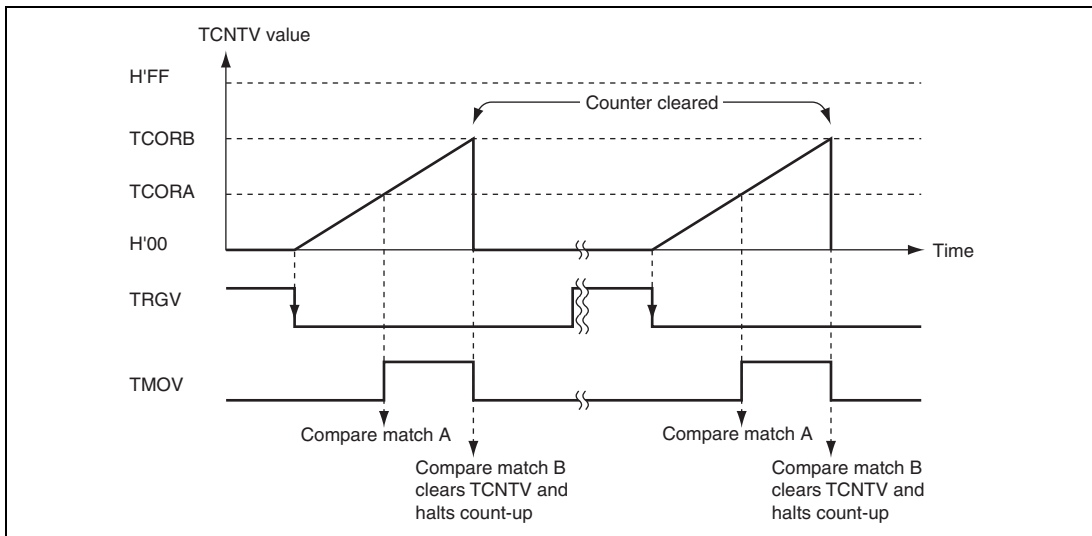 TCNTV value
H'FF
Counter cleared
TCORB
TCORA
H'00
Time
TRGV
TMOV
Compare match A
Compare match A
Compare match B
clears TCNTV and
halts count-up
Compare match B
clears TCNTV and
halts count-up